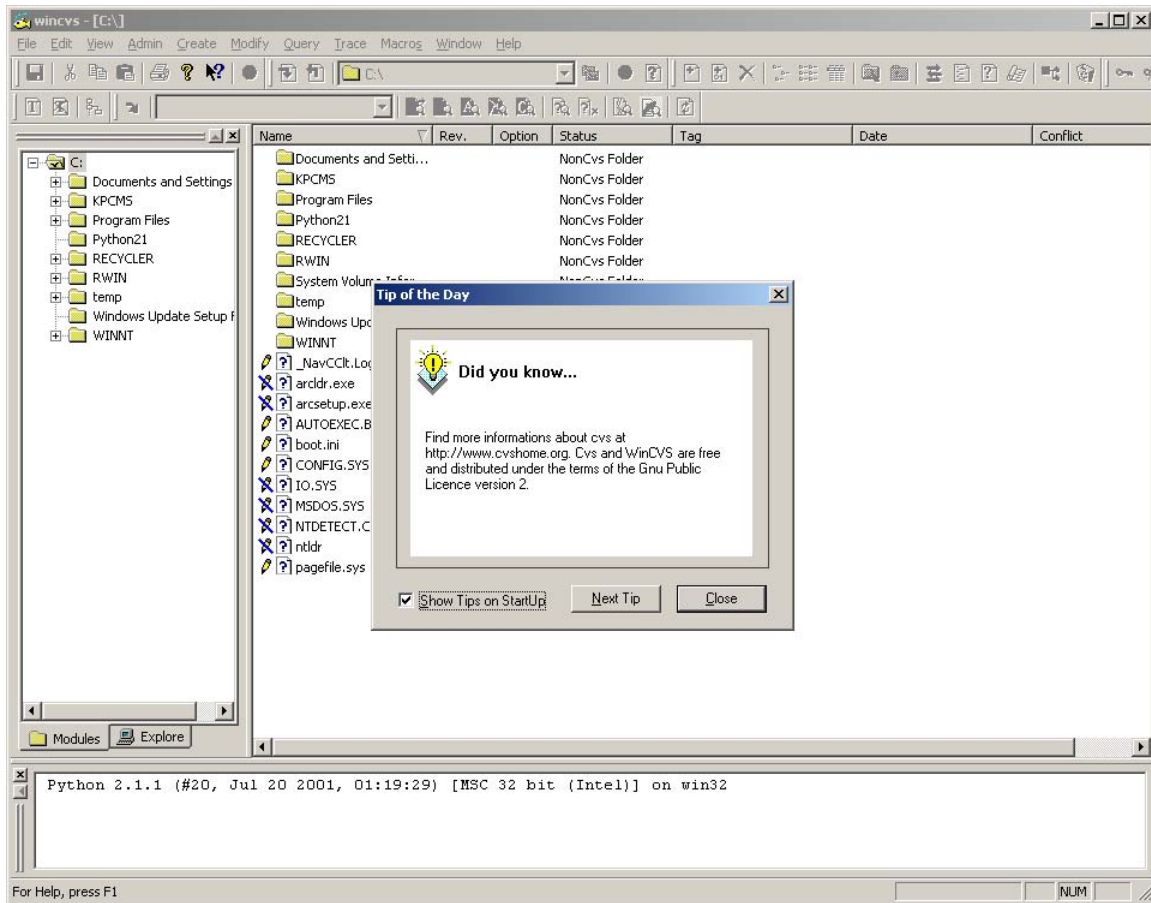 wincvs - [C:\]
File Edit View Admin Create Modify Query Trace Macros Window Help
C:\
Name Rev. Option Status Tag Date Conflict
C:
Documents and Settings
KPCMS
Program Files
Python21
RECYCLER
RWIN
temp
Windows Update Setup F
WINNT
Modules Explore
Documents and Setti... NonCvs Folder
KPCMS NonCvs Folder
Program Files NonCvs Folder
Python21 NonCvs Folder
RECYCLER NonCvs Folder
RWIN NonCvs Folder
System Volume
temp
Windows Upd
WINNT
_NavCClt.Log
arcldr.exe
arcsetup.exe
AUTOEXEC.B
boot.ini
CONFIG.SYS
IO.SYS
MSDOS.SYS
NTDETECT.C
ntldr
pagefile.sys
Tip of the Day
Did you know...
Find more informations about cvs at
http://www.cvshome.org. Cvs and WinCVS are free
and distributed under the terms of the Gnu Public
Licence version 2.
Show Tips on StartUp Next Tip Close
Python 2.1.1 (#20, Jul 20 2001, 01:19:29) [MSC 32 bit (Intel)] on win32
For Help, press F1 NUM